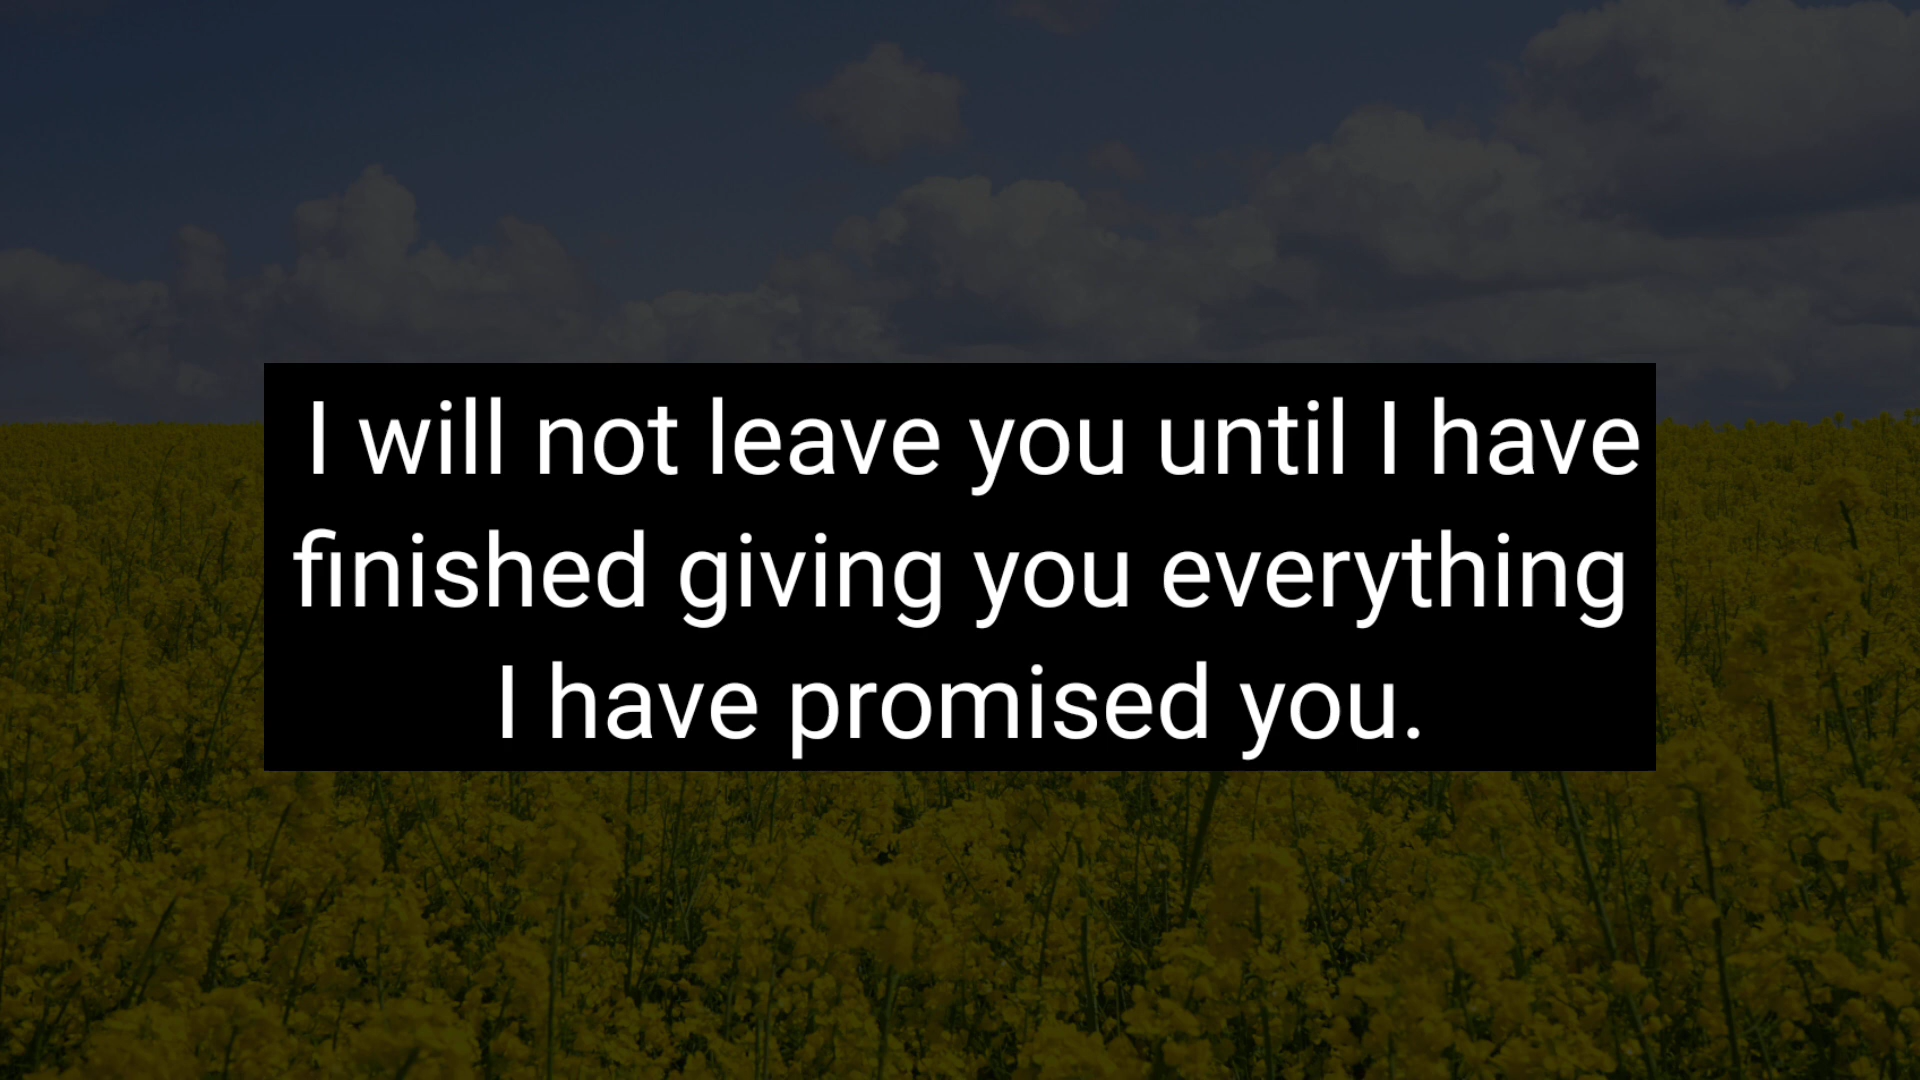 I will not leave you until I have
finished giving you everything
I have promised you.